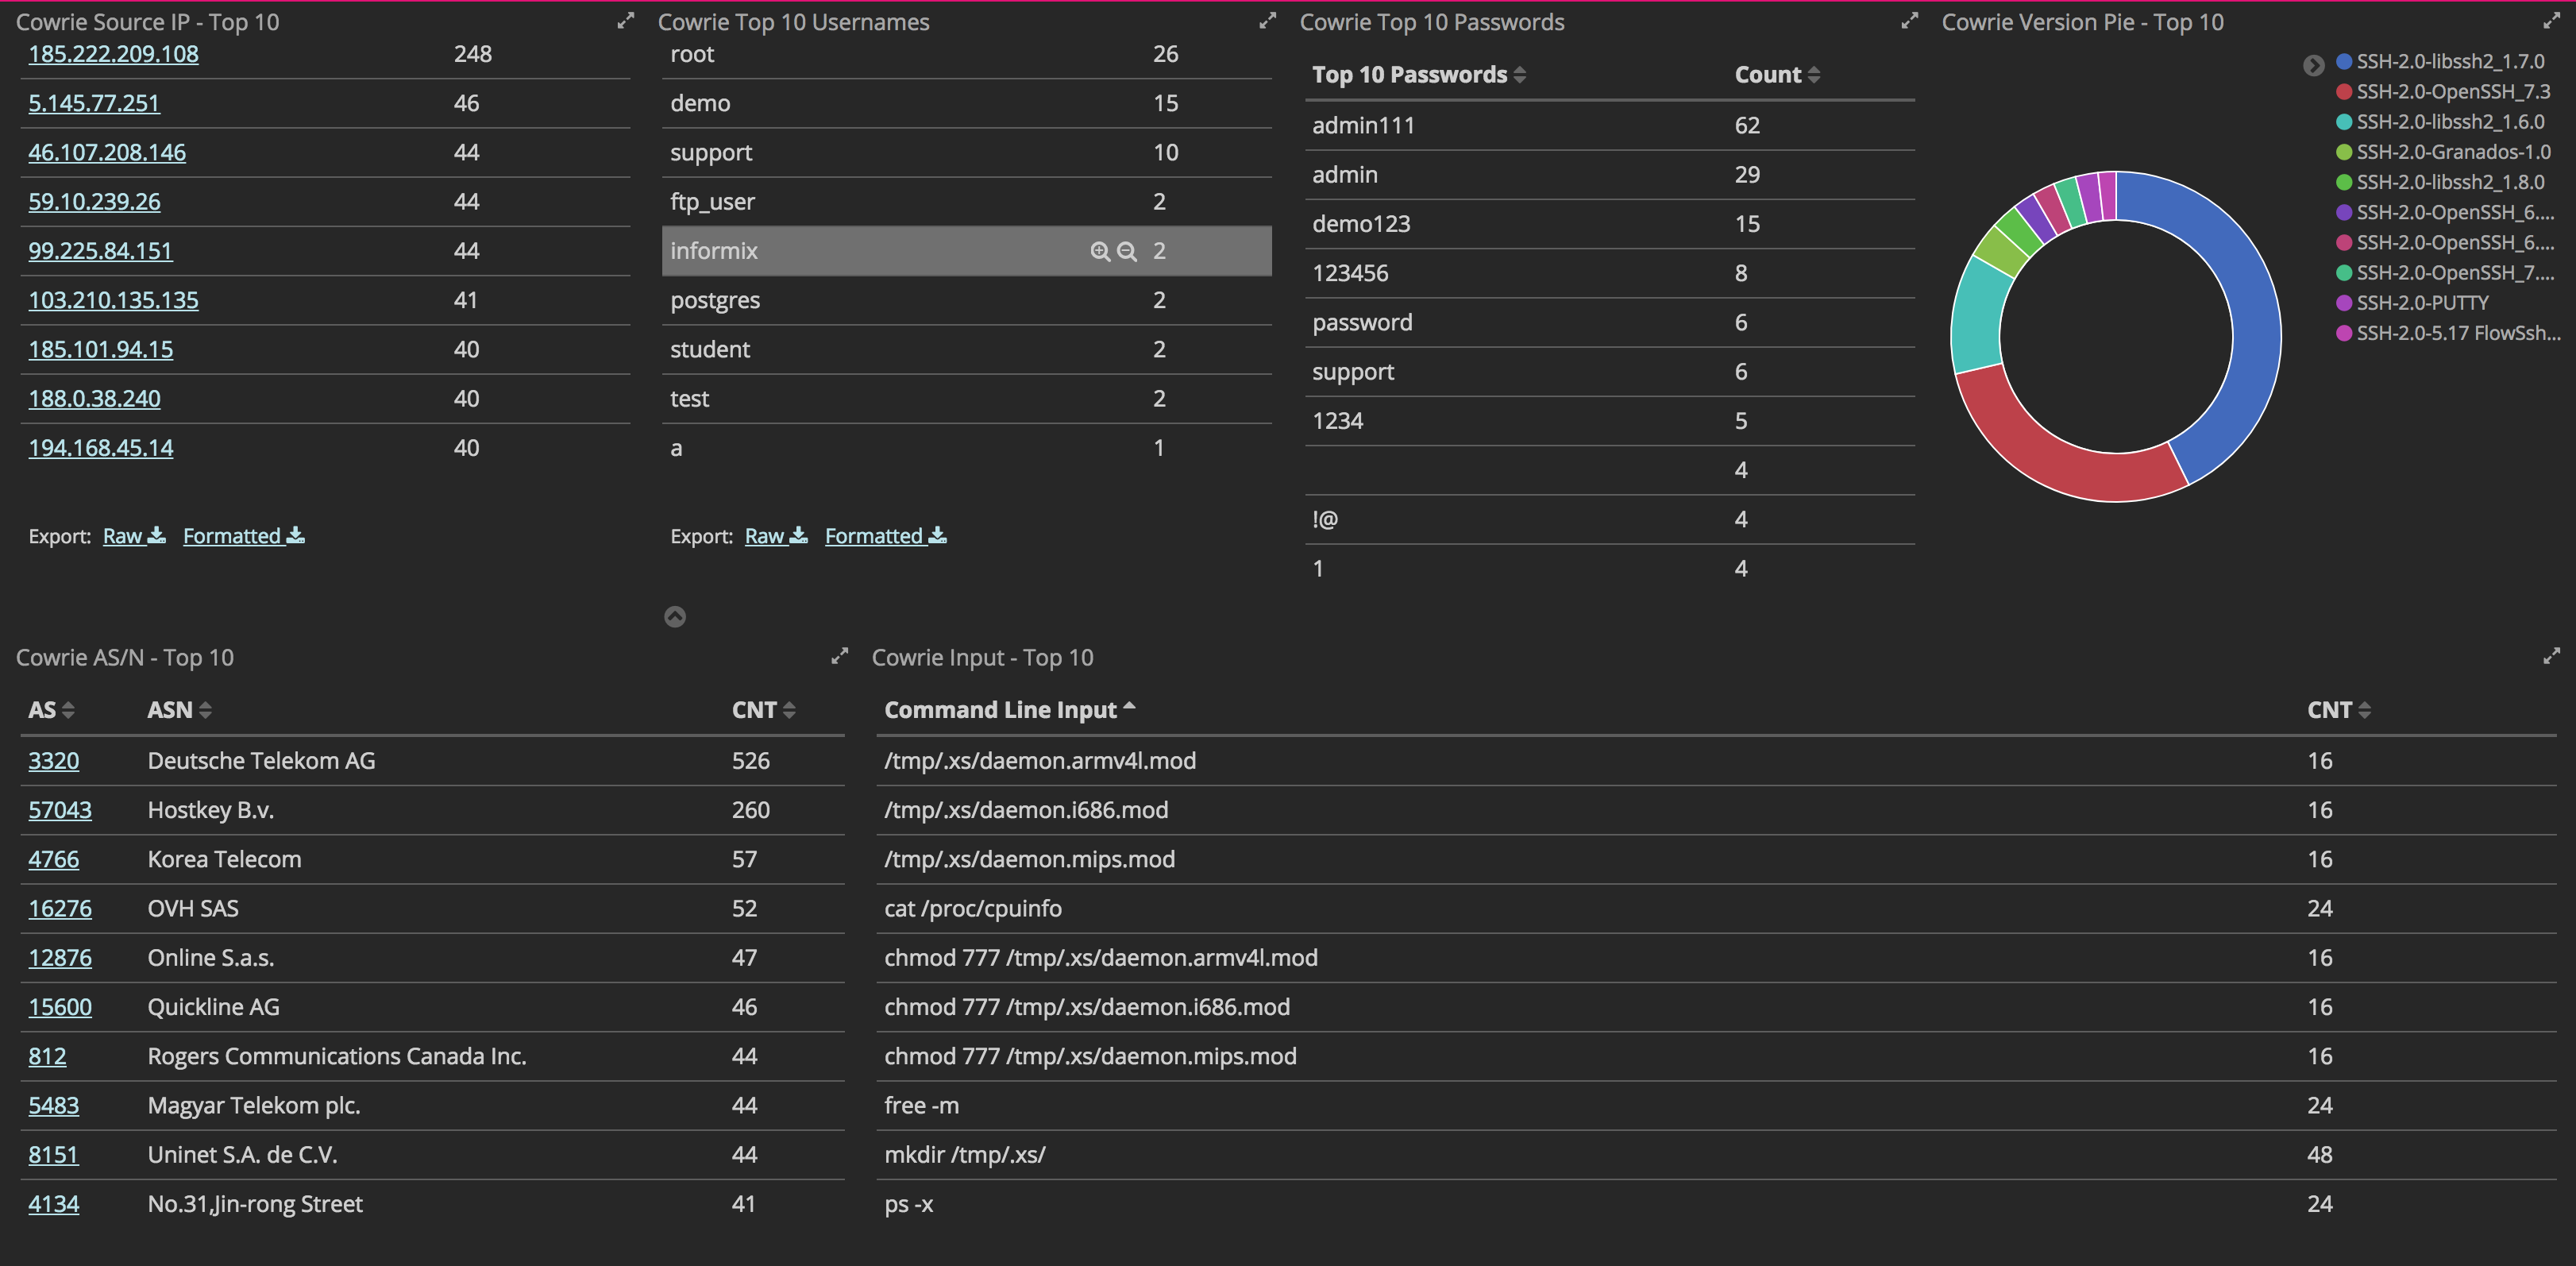 Cowrie Source IP - Top 10
185.222.209.108 248
5.145.77.251 46
46.107.208.146 44
59.10.239.26 44
99.225.84.151 44
103.210.135.135 41
185.101.94.15 40
188.0.38.240 40
194.168.45.14 40
Export: Raw Formatted
Cowrie Top 10 Usernames
root 26
demo 15
support 10
ftp_user 2
informix 2
postgres 2
student 2
test 2
a 1
Export: Raw Formatted
Cowrie Top 10 Passwords
Top 10 Passwords Count
admin111 62
admin 29
demo123 15
123456 8
password 6
support 6
1234 5
4
!@ 4
1 4
Cowrie Version Pie - Top 10
SSH-2.0-libssh2_1.7.0
SSH-2.0-OpenSSH_7.3
SSH-2.0-libssh2_1.6.0
SSH-2.0-Granados-1.0
SSH-2.0-libssh2_1.8.0
SSH-2.0-OpenSSH_6....
SSH-2.0-OpenSSH_6....
SSH-2.0-OpenSSH_7....
SSH-2.0-PUTTY
SSH-2.0-5.17 FlowSsh...
Cowrie AS/N - Top 10
AS ASN CNT
3320 Deutsche Telekom AG 526
57043 Hostkey B.v. 260
4766 Korea Telecom 57
16276 OVH SAS 52
12876 Online S.a.s. 47
15600 Quickline AG 46
812 Rogers Communications Canada Inc. 44
5483 Magyar Telekom plc. 44
8151 Uninet S.A. de C.V. 44
4134 No.31,Jin-rong Street 41
Cowrie Input - Top 10
Command Line Input CNT
/tmp/.xs/daemon.armv4l.mod 16
/tmp/.xs/daemon.i686.mod 16
/tmp/.xs/daemon.mips.mod 16
cat /proc/cpuinfo 24
chmod 777 /tmp/.xs/daemon.armv4l.mod 16
chmod 777 /tmp/.xs/daemon.i686.mod 16
chmod 777 /tmp/.xs/daemon.mips.mod 16
free -m 24
mkdir /tmp/.xs/ 48
ps -x 24